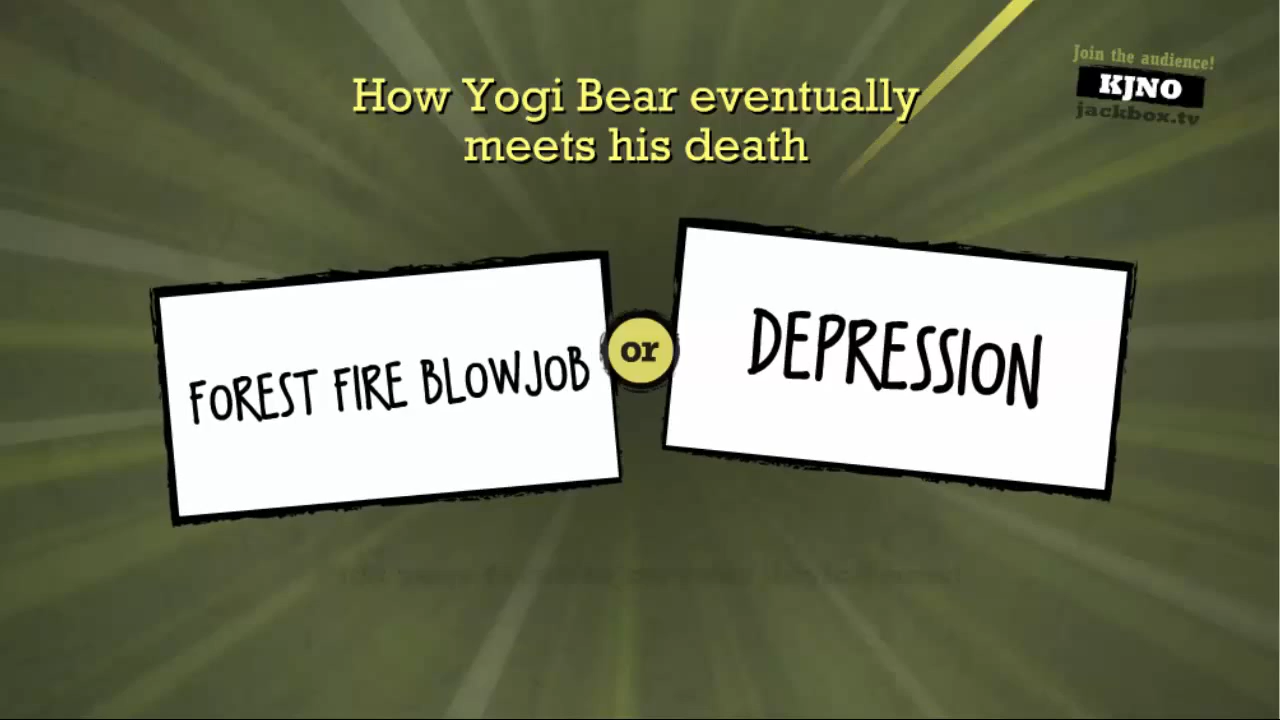 Join the audience!
KJNO
jackbox.tv
How Yogi Bear eventually
meets his death
FOREST FIRE BLOWJOB
or
DEPRESSION